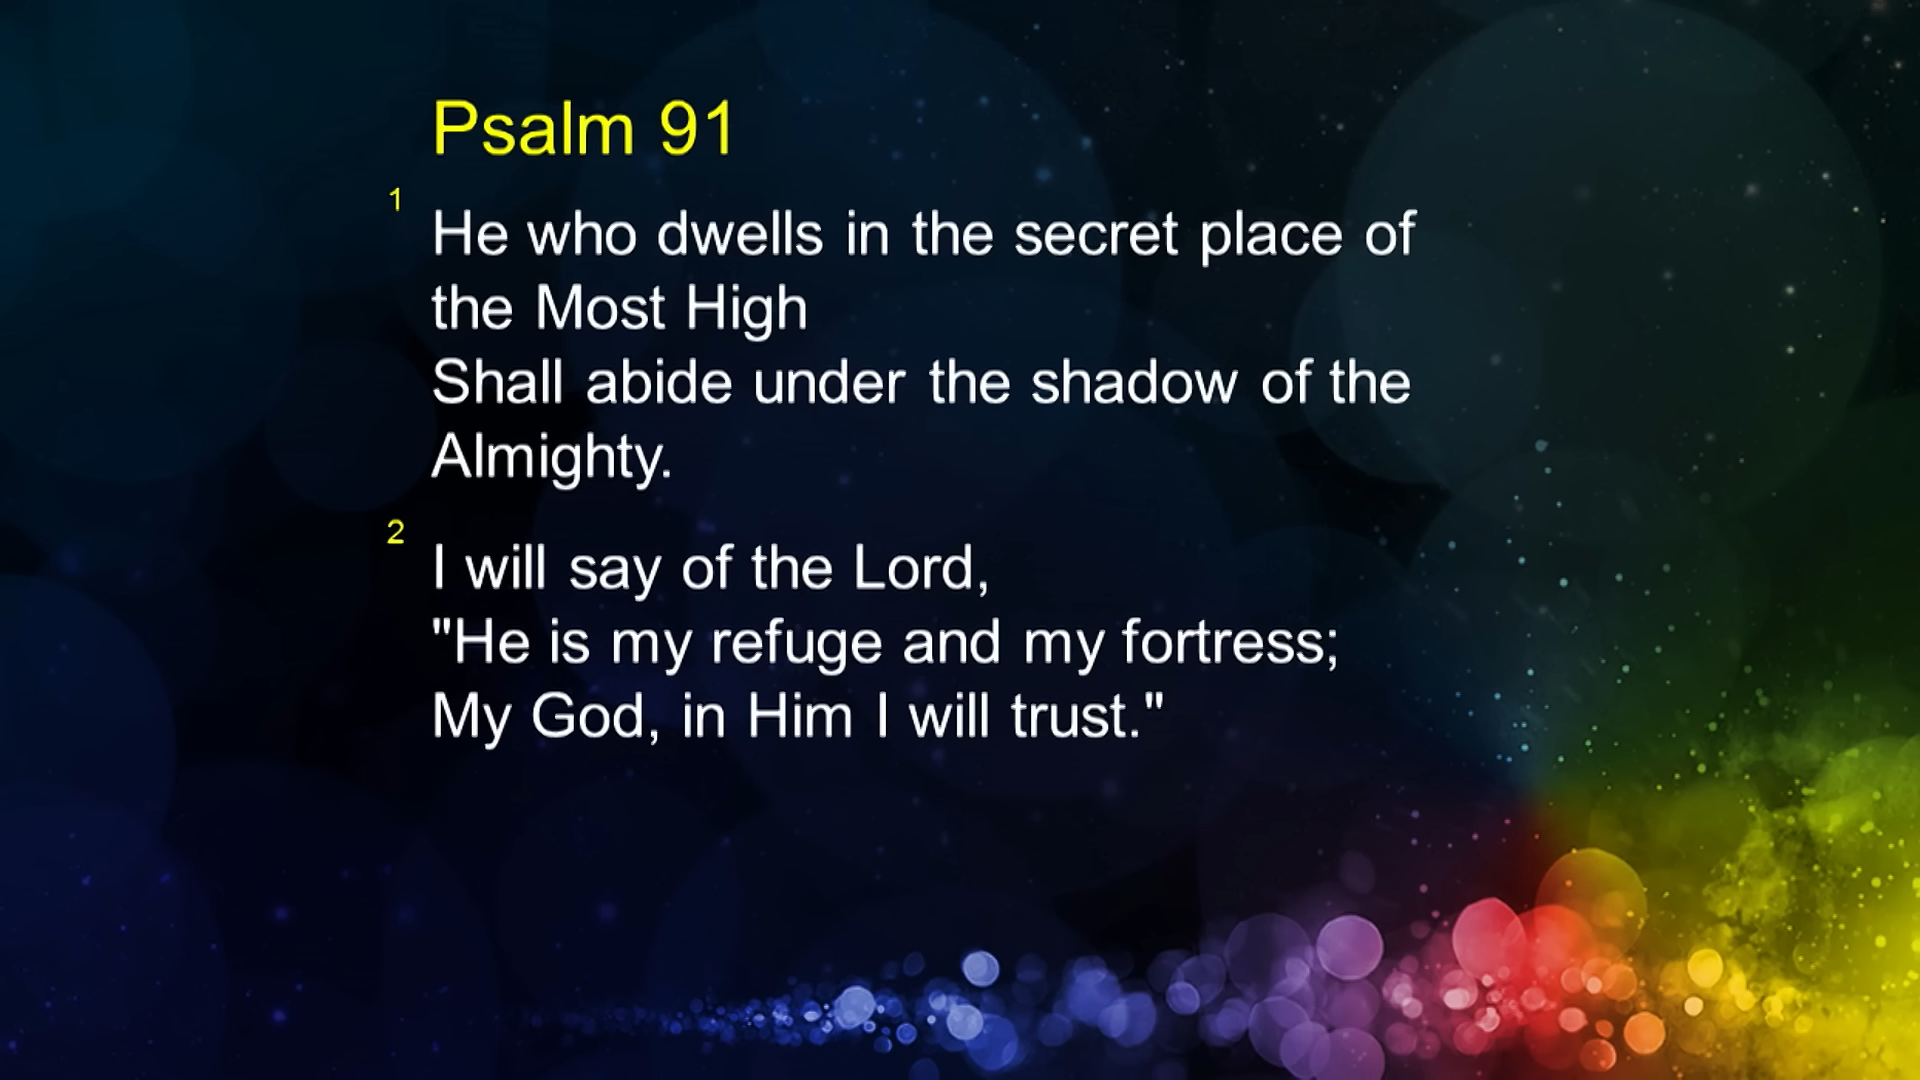 Psalm 91
1
He who dwells in the secret place of
the Most High
Shall abide under the shadow of the
Almighty.
2
I will say of the Lord,
"He is my refuge and my fortress;
My God, in Him I will trust."